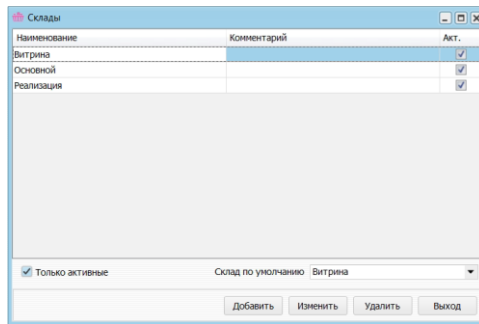 Склады
Наименование Комментарий Акт.
Витрина
Основной
Реализация
Только активные Склад по умолчанию Витрина
Добавить Изменить Удалить Выход